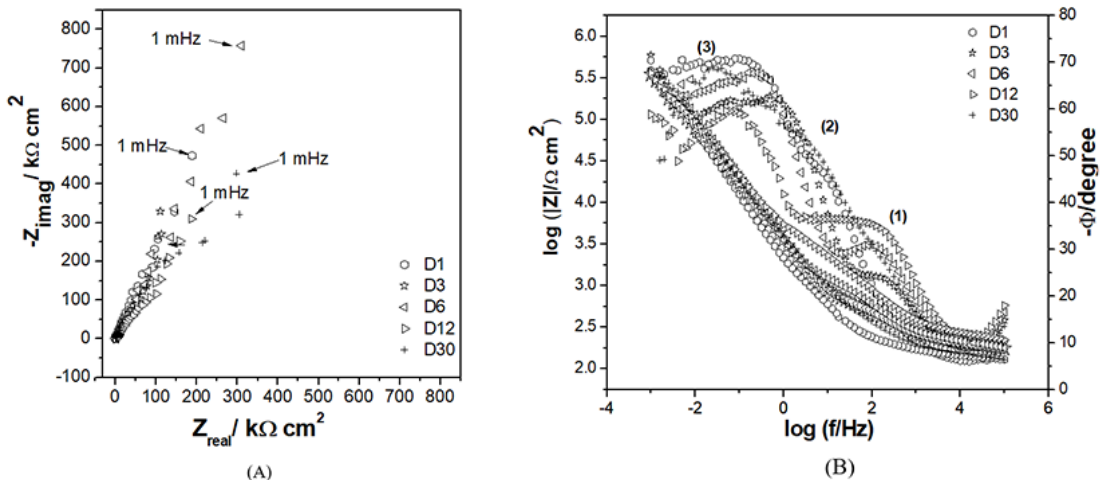 800
700
600
500
400
300
200
100
0
-100
-Z_imag/ kΩ cm²
1 mHz
1 mHz
1 mHz
1 mHz
D1
D3
D6
D12
D30
0 100 200 300 400 500 600 700 800
Z_real/ kΩ cm²
(A)
6.0
5.5
5.0
4.5
4.0
3.5
3.0
2.5
2.0
log (|Z|/Ω cm²)
(3)
(2)
(1)
D1
D3
D6
D12
D30
80
70
60
50
40
30
20
10
0
-Φ/degree
-4 -2 0 2 4 6
log (f/Hz)
(B)